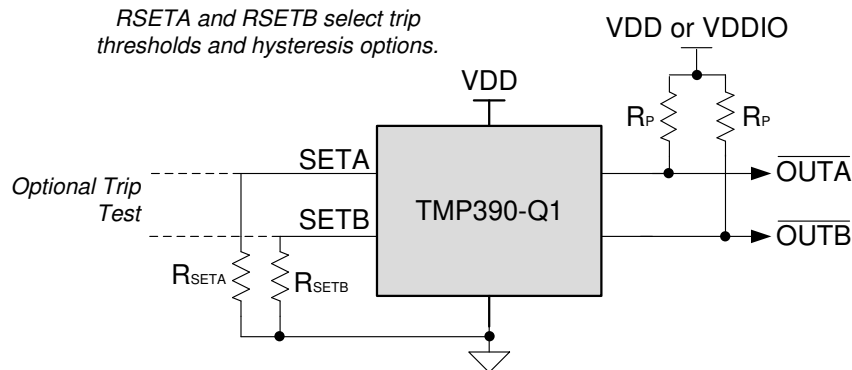 RSETA and RSETB select trip
thresholds and hysteresis options.
VDD or VDDIO
VDD
RP
RP
SETA
OUTA
Optional Trip
Test
TMP390-Q1
SETB
OUTB
RSETA
RSETB